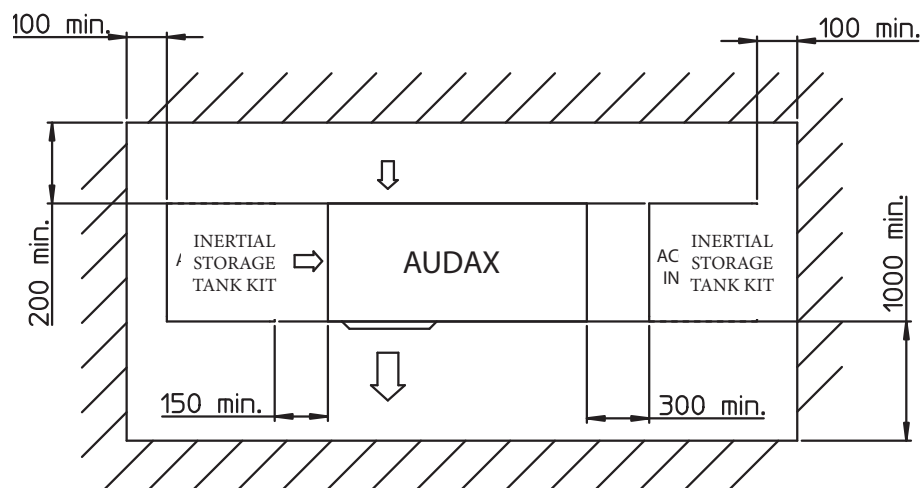 100 min.
100 min.
200 min.
INERTIAL
STORAGE
TANK KIT
AUDAX
AC
IN
INERTIAL
STORAGE
TANK KIT
1000 min.
150 min.
300 min.